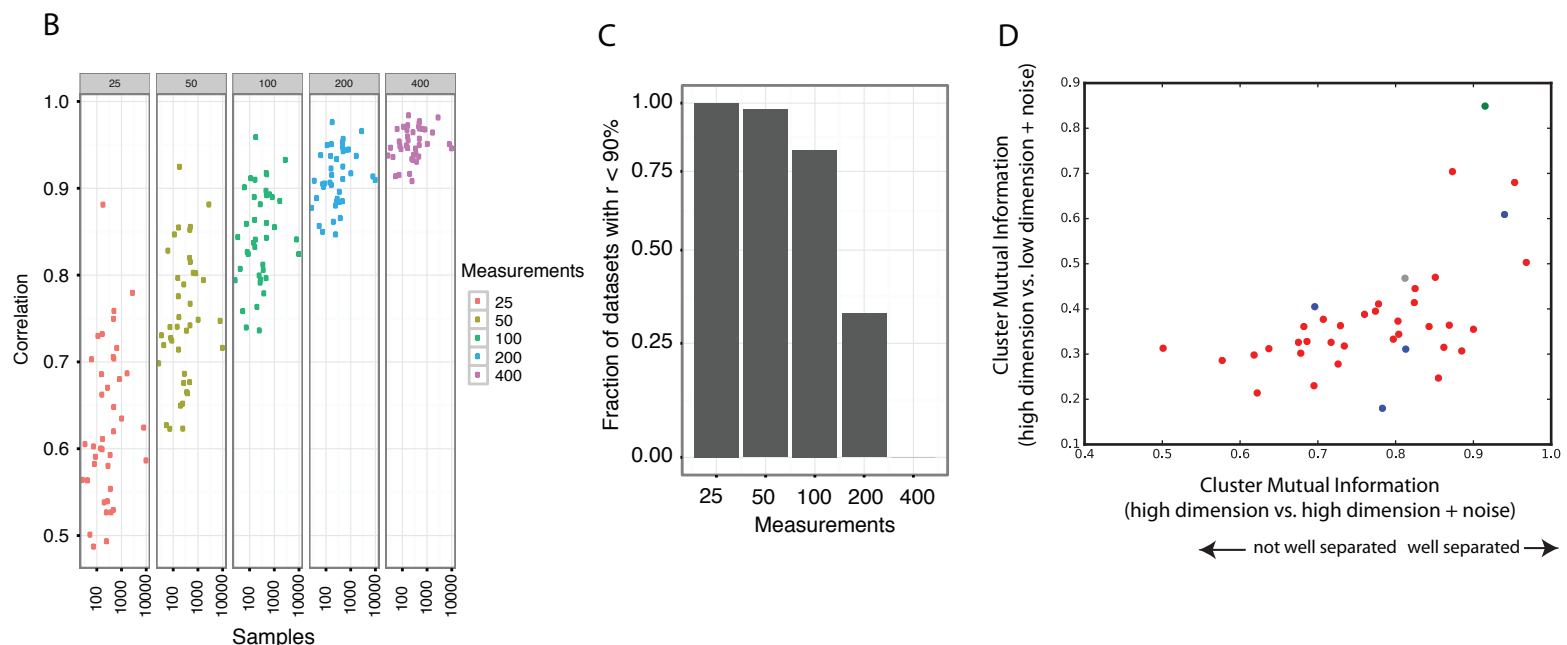 B
25 50 100 200 400
1.0
0.9
0.8
0.7
0.6
0.5
Correlation
100 1000 10000 100 1000 10000 100 1000 10000 100 1000 10000 100 1000 10000
Samples
Measurements
25
50
100
200
400
C
Fraction of datasets with r < 90%
1.00
0.75
0.50
0.25
0.00
25 50 100 200 400
Measurements
D
Cluster Mutual Information
(high dimension vs. low dimension + noise)
0.9
0.8
0.7
0.6
0.5
0.4
0.3
0.2
0.1
0.4 0.5 0.6 0.7 0.8 0.9 1.0
Cluster Mutual Information
(high dimension vs. high dimension + noise)
not well separated well separated